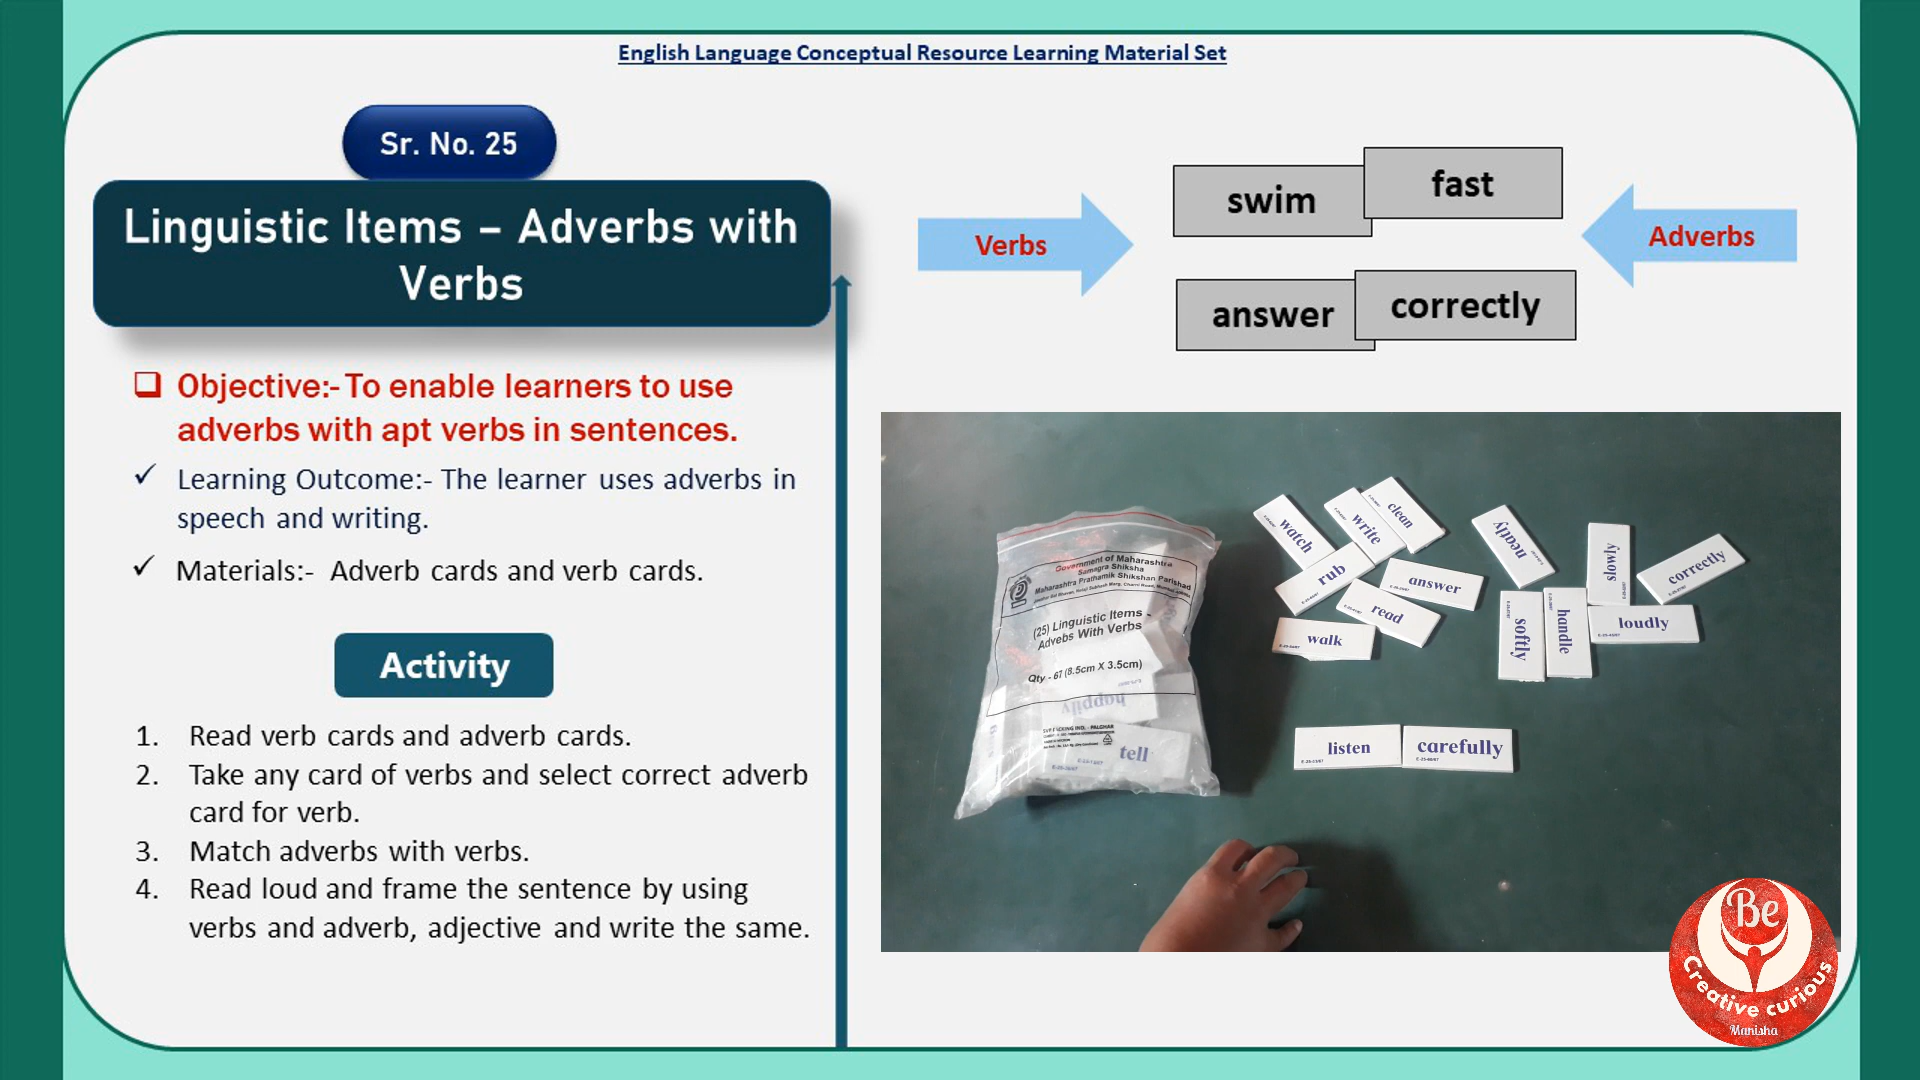 English Language Conceptual Resource Learning Material Set
Sr. No. 25
Linguistic Items – Adverbs with
Verbs
Objective:- To enable learners to use
adverbs with apt verbs in sentences.
Learning Outcome:- The learner uses adverbs in
speech and writing.
Materials:- Adverb cards and verb cards.
Activity
1. Read verb cards and adverb cards.
2. Take any card of verbs and select correct adverb
card for verb.
3. Match adverbs with verbs.
4. Read loud and frame the sentence by using
verbs and adverb, adjective and write the same.
Verbs
swim
fast
Adverbs
answer
correctly
Government of Maharashtra
Samagra Shiksha
Maharashtra Prathamik Shikshan Parishad
(25) Linguistic Items -
Advebs With Verbs
Qty - 67 (8.5cm X 3.5cm)
happily
tell
watch
write
clean
rub
answer
read
walk
neatly
slowly
correctly
softly
handle
loudly
listen
carefully
Be
Creative curious
Manisha